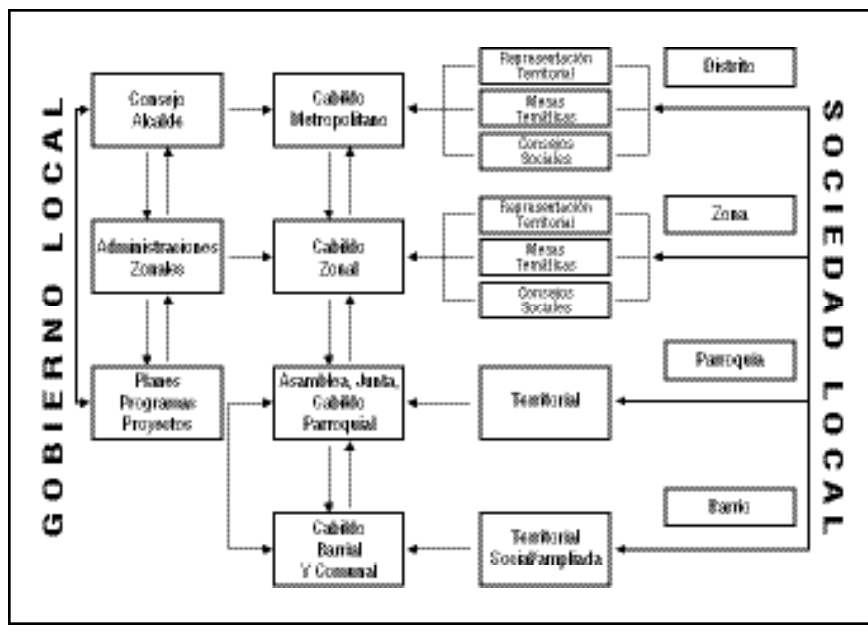 GOBIERNO LOCAL
Consejo
Alcalde
Cabildo
Metropolitano
Representación
Territorial
Mesas
Temáticas
Consejos
Sociales
Distrito
Administraciones
Zonales
Cabildo
Zonal
Representación
Territorial
Mesas
Temáticas
Consejos
Sociales
Zona
Planes
Programas
Proyectos
Asamblea, Junta,
Cabildo
Parroquial
Territorial
Parroquia
Cabildo
Barrial
Y Comunal
Territorial
Social/ampliada
Barrio
SOCIEDAD LOCAL